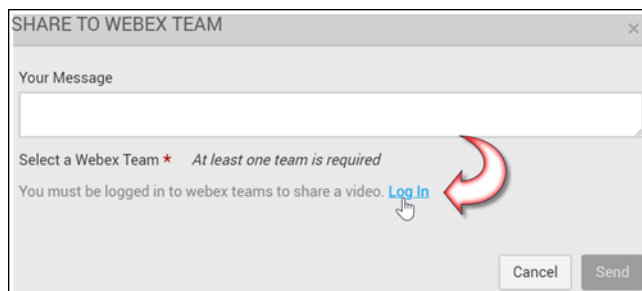 SHARE TO WEBEX TEAM
Your Message
Select a Webex Team * At least one team is required
You must be logged in to webex teams to share a video. Log In
Cancel Send